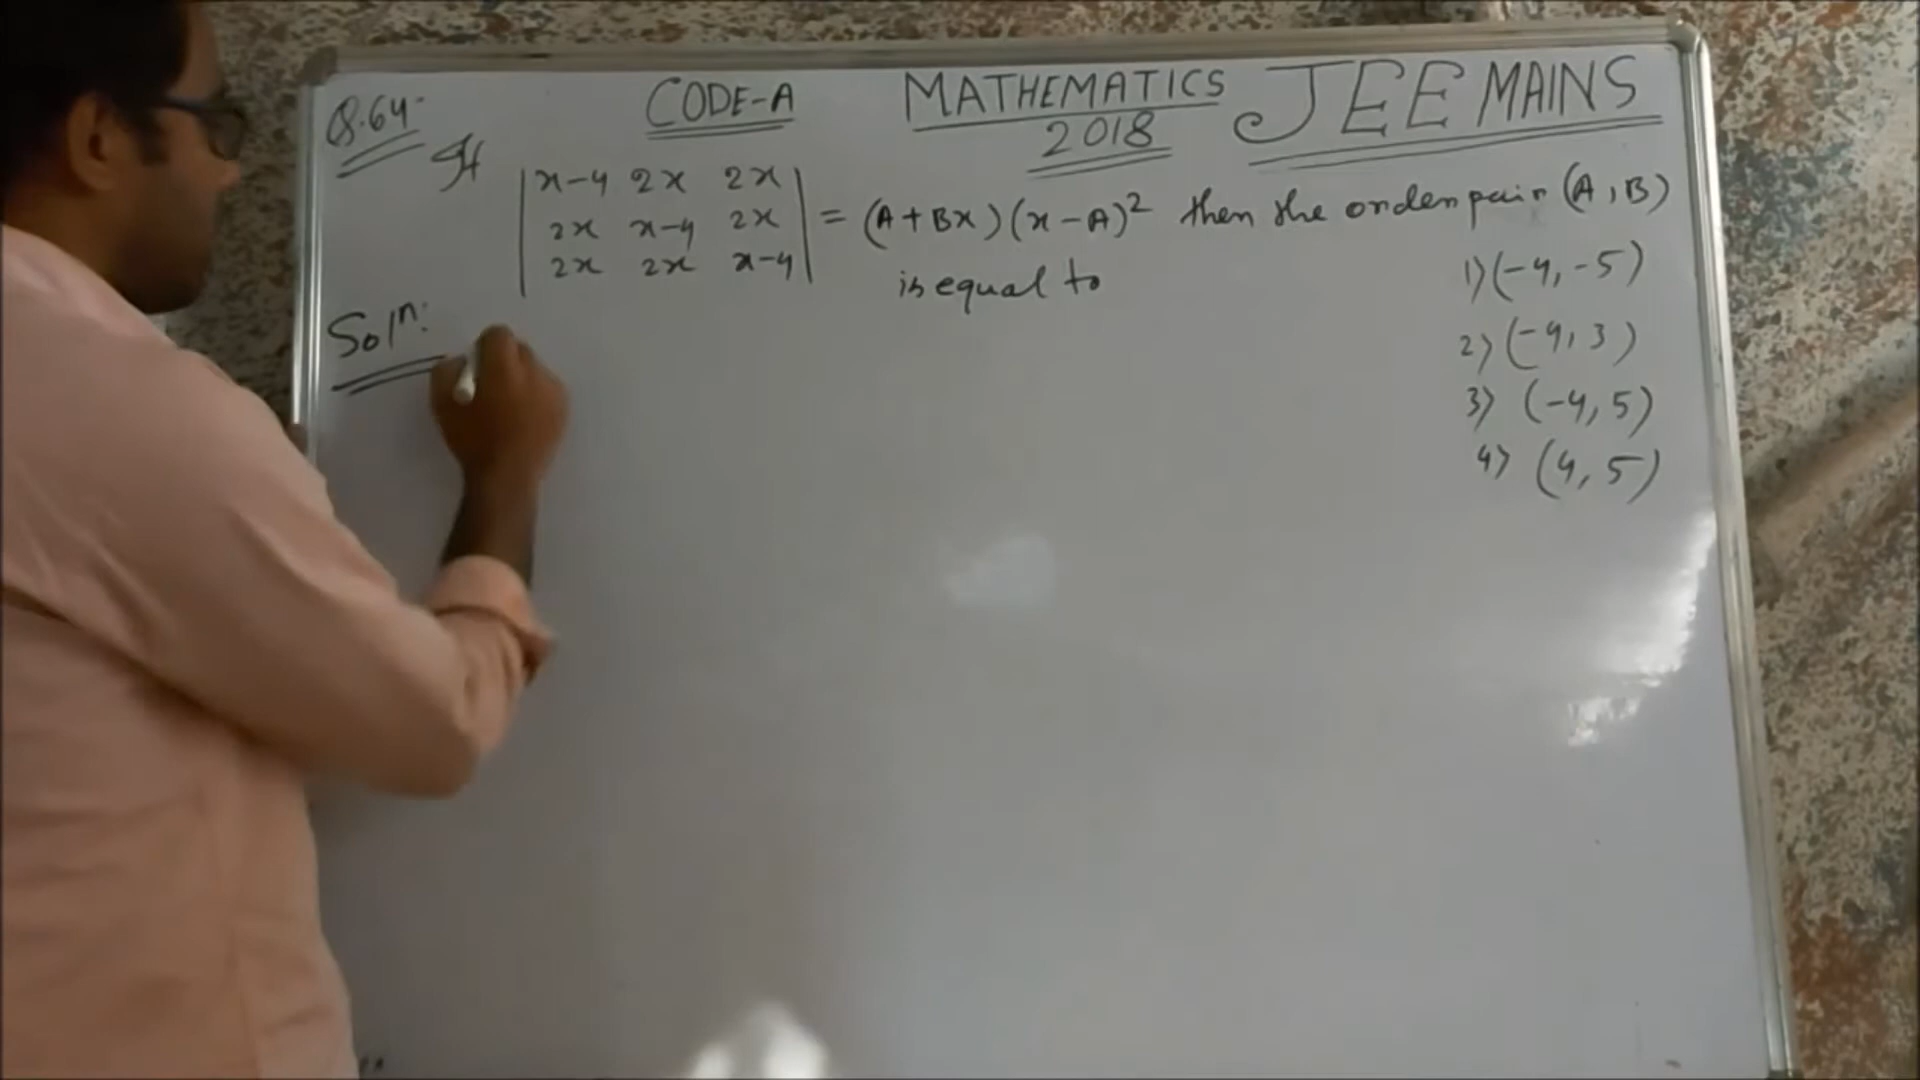 Q.64. CODE-A MATHEMATICS JEE MAINS
2018
If
| x-4 2x 2x |
| 2x x-4 2x | = (A+Bx)(x-A)² then the orden pair (A,B)
| 2x 2x x-4 |
is equal to
1) (-4,-5)
Solⁿ:
2) (-4,3)
3) (-4,5)
4) (4,5)